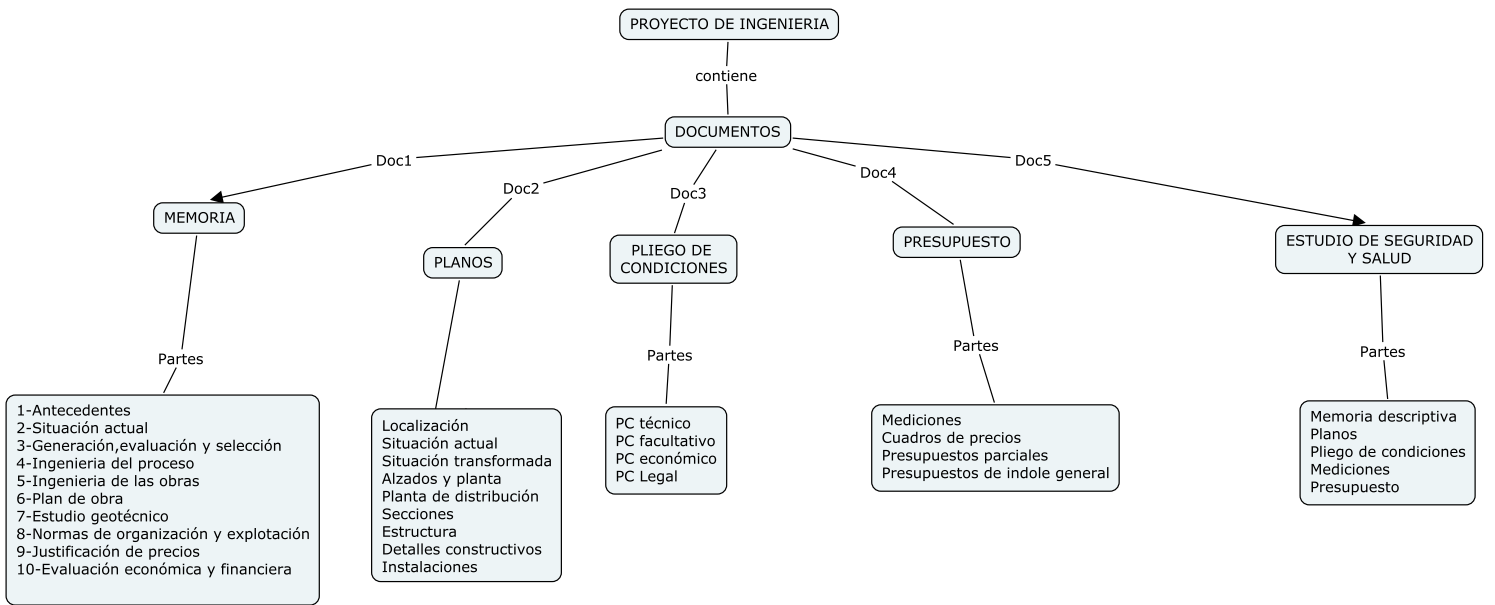 PROYECTO DE INGENIERIA
contiene
DOCUMENTOS
Doc1
Doc2
Doc3
Doc4
Doc5
MEMORIA
PLANOS
PLIEGO DE
CONDICIONES
PRESUPUESTO
ESTUDIO DE SEGURIDAD
Y SALUD
Partes
Partes
Partes
Partes
1-Antecedentes
2-Situación actual
3-Generación,evaluación y selección
4-Ingenieria del proceso
5-Ingenieria de las obras
6-Plan de obra
7-Estudio geotécnico
8-Normas de organización y explotación
9-Justificación de precios
10-Evaluación económica y financiera
Localización
Situación actual
Situación transformada
Alzados y planta
Planta de distribución
Secciones
Estructura
Detalles constructivos
Instalaciones
PC técnico
PC facultativo
PC económico
PC Legal
Mediciones
Cuadros de precios
Presupuestos parciales
Presupuestos de indole general
Memoria descriptiva
Planos
Pliego de condiciones
Mediciones
Presupuesto